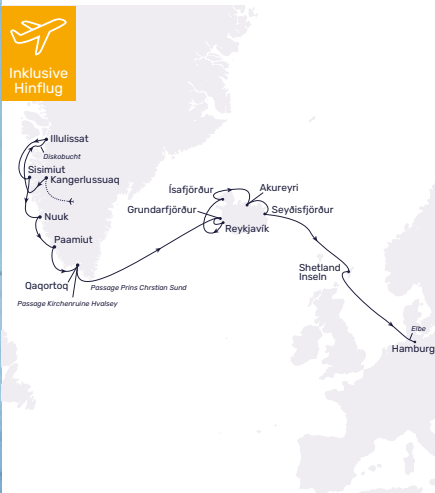 Inklusive
Hinflug
Illulissat
Diskobucht
Sisimiut
Kangerlussuaq
Nuuk
Paamiut
Qaqortoq
Passage Prins Chrstian Sund
Passage Kirchenruine Hvalsey
Ísafjörður
Akureyri
Grundarfjörður
Seyðisfjörður
Reykjavík
Shetland
Inseln
Elbe
Hamburg